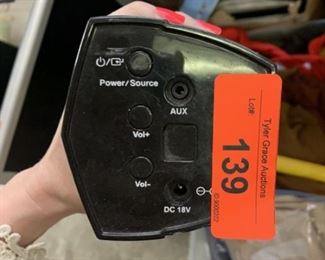 Power/Source
AUX
Vol+
Vol-
DC 18V
Tyler Grace Auctions
Lot#:
139